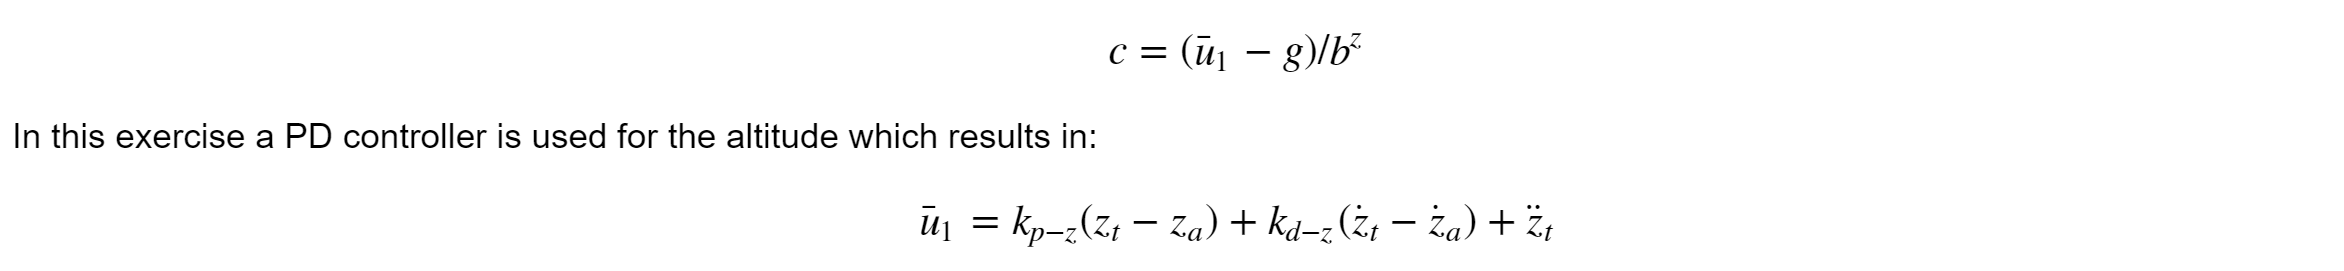 c = (ū₁ − g)/bᶻ
In this exercise a PD controller is used for the altitude which results in:
ū₁ = k_{p−z}(z_t − z_a) + k_{d−z}(ż_t − ż_a) + z̈_t